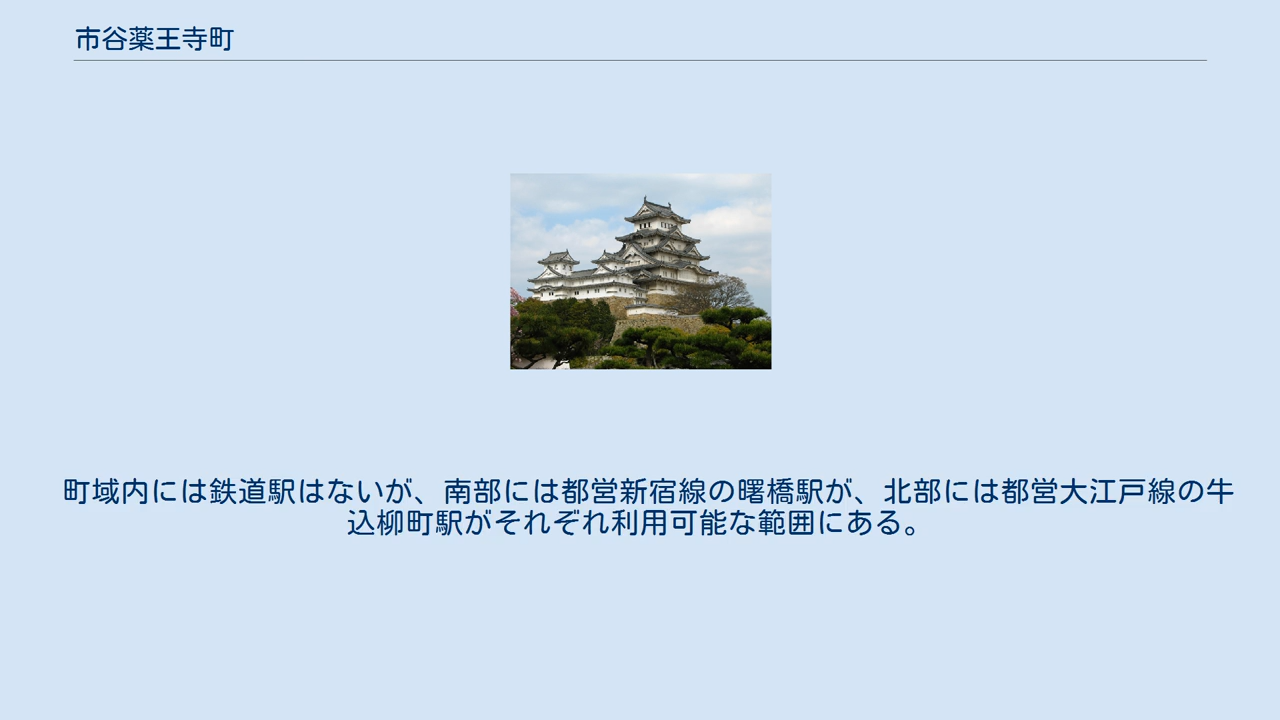 市谷薬王寺町
町域内には鉄道駅はないが、南部には都営新宿線の曙橋駅が、北部には都営大江戸線の牛
込柳町駅がそれぞれ利用可能な範囲にある。